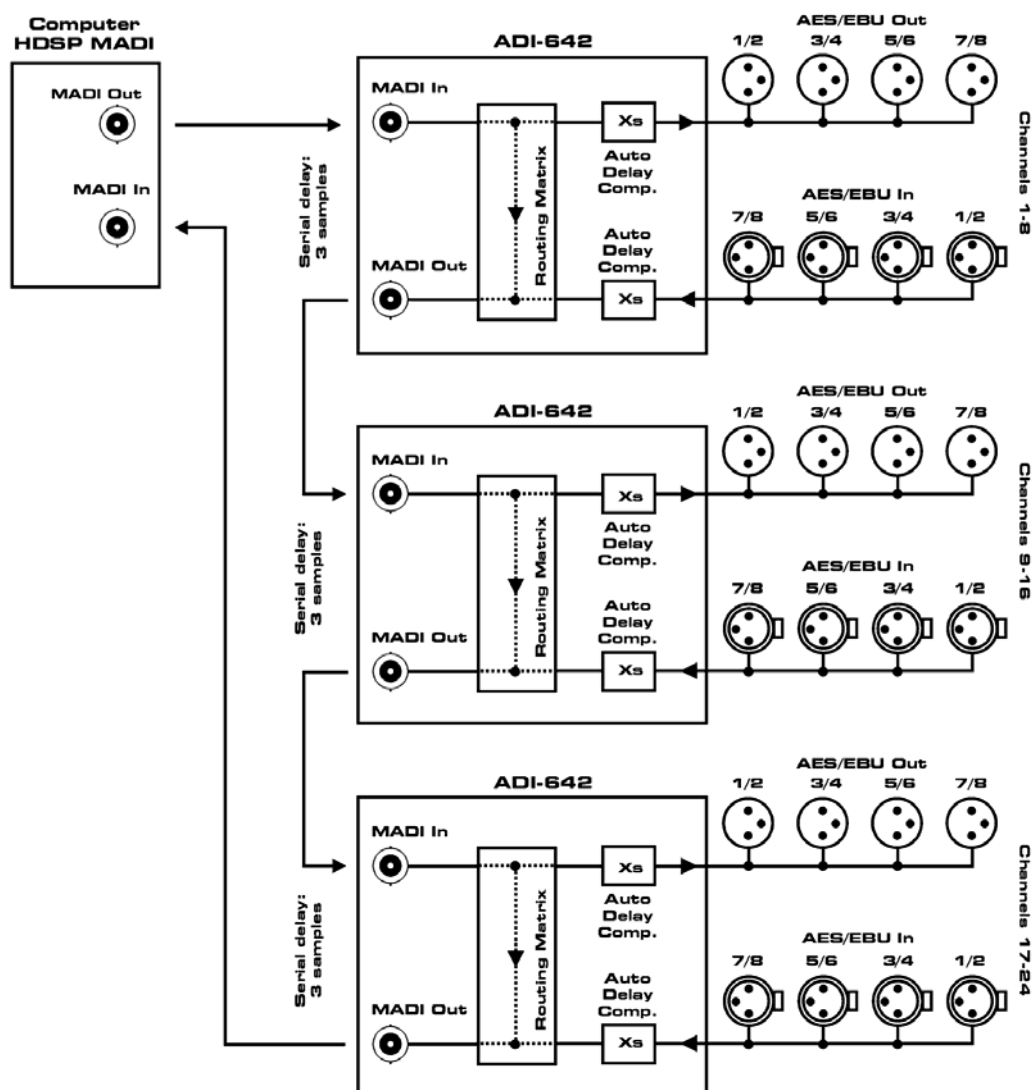 Computer
HDSP MADI
MADI Out
MADI In
ADI-642
MADI In
MADI Out
Serial delay:
3 samples
Routing Matrix
Xs
Auto
Delay
Comp.
Auto
Delay
Comp.
Xs
AES/EBU Out
1/2 3/4 5/6 7/8
AES/EBU In
7/8 5/6 3/4 1/2
Channels 1-8
ADI-642
MADI In
MADI Out
Serial delay:
3 samples
Routing Matrix
Xs
Auto
Delay
Comp.
Auto
Delay
Comp.
Xs
AES/EBU Out
1/2 3/4 5/6 7/8
AES/EBU In
7/8 5/6 3/4 1/2
Channels 9-16
ADI-642
MADI In
MADI Out
Serial delay:
3 samples
Routing Matrix
Xs
Auto
Delay
Comp.
Auto
Delay
Comp.
Xs
AES/EBU Out
1/2 3/4 5/6 7/8
AES/EBU In
7/8 5/6 3/4 1/2
Channels 17-24